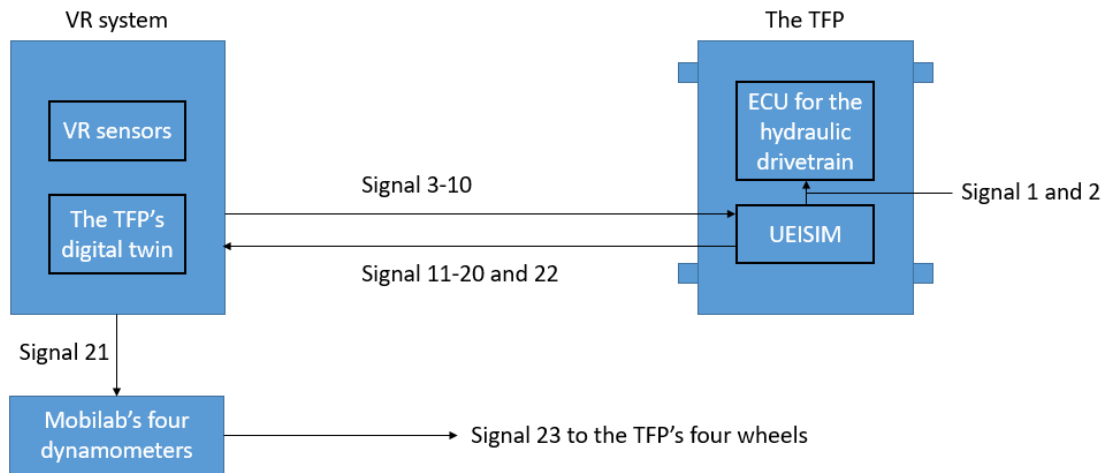 VR system
The TFP
VR sensors
The TFP's
digital twin
ECU for the
hydraulic
drivetrain
UEISIM
Signal 3-10
Signal 11-20 and 22
Signal 1 and 2
Signal 21
Mobilab's four
dynamometers
Signal 23 to the TFP's four wheels